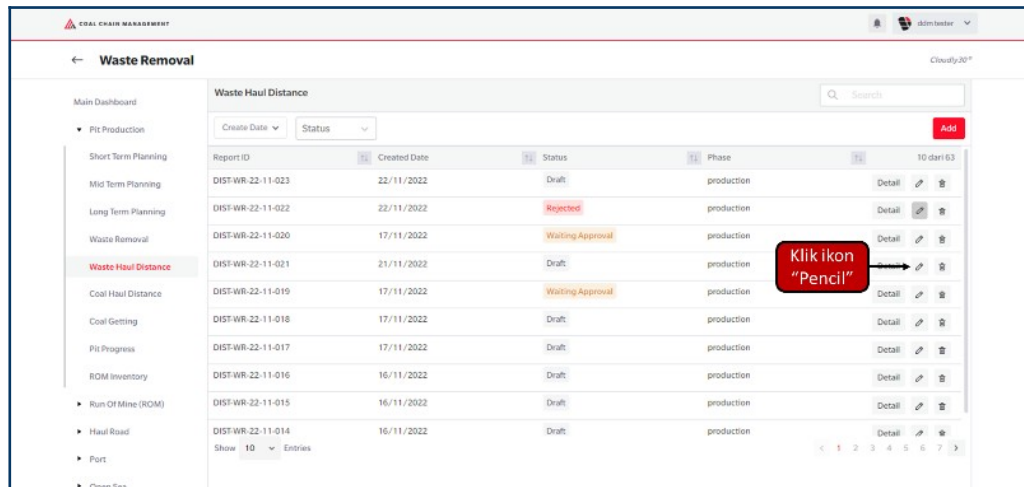 COAL CHAIN MANAGEMENT
ddm tester
← Waste Removal
Cloudly 30°
Main Dashboard
Pit Production
Short Term Planning
Mid Term Planning
Long Term Planning
Waste Removal
Waste Haul Distance
Coal Haul Distance
Coal Getting
Pit Progress
ROM Inventory
Run Of Mine (ROM)
Haul Road
Port
Open Sea
Waste Haul Distance
Search
Create Date Status
Add
Report ID Created Date Status Phase 10 dari 63
DIST-WR-22-11-023 22/11/2022 Draft production Detail
DIST-WR-22-11-022 22/11/2022 Rejected production Detail
DIST-WR-22-11-020 17/11/2022 Waiting Approval production Detail
DIST-WR-22-11-021 21/11/2022 Draft production Detail
Klik ikon
"Pencil"
DIST-WR-22-11-019 17/11/2022 Waiting Approval production Detail
DIST-WR-22-11-018 17/11/2022 Draft production Detail
DIST-WR-22-11-017 17/11/2022 Draft production Detail
DIST-WR-22-11-016 16/11/2022 Draft production Detail
DIST-WR-22-11-015 16/11/2022 Draft production Detail
DIST-WR-22-11-014 16/11/2022 Draft production Detail
Show 10 Entries
< 1 2 3 4 5 6 7 >